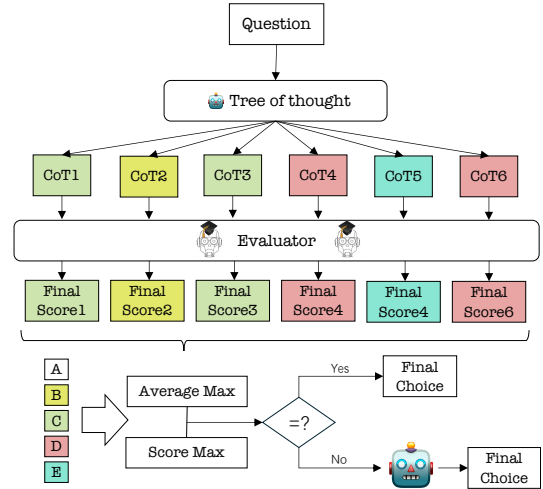 Question
Tree of thought
CoT1
CoT2
CoT3
CoT4
CoT5
CoT6
Evaluator
Final
Score1
Final
Score2
Final
Score3
Final
Score4
Final
Score4
Final
Score6
A
B
C
D
E
Average Max
Score Max
=?
Yes
Final
Choice
No
Final
Choice